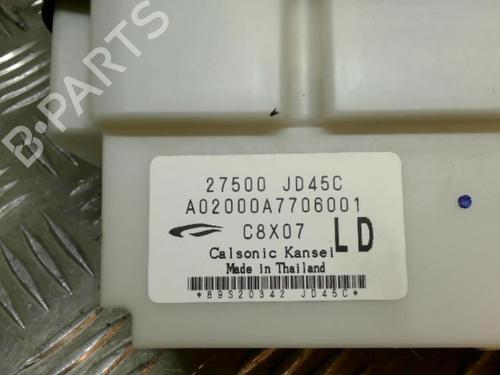 B-PARTS
27500 JD45C
A02000A7706001
C8X07 LD
Calsonic Kansei
Made in Thailand
*89S20342 JD45C*